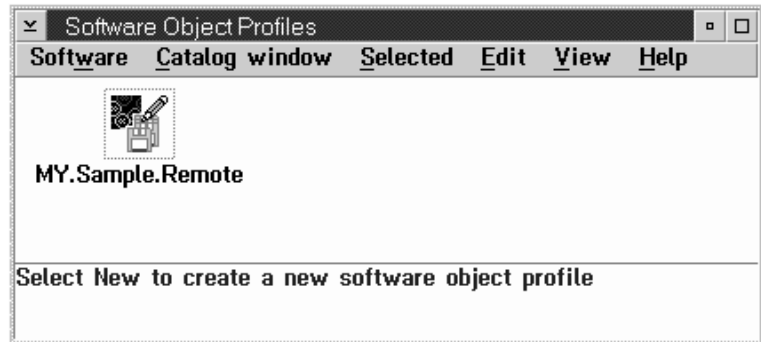 Software Object Profiles
Software Catalog window Selected Edit View Help
MY.Sample.Remote
Select New to create a new software object profile